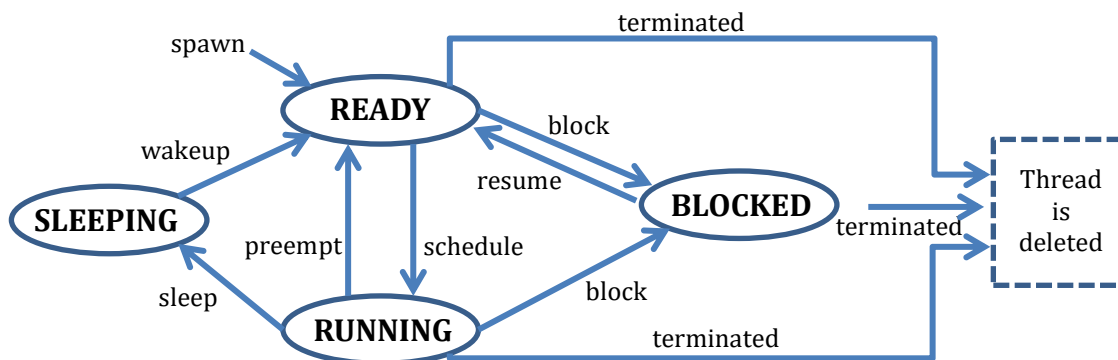 terminated
spawn
READY
block
wakeup
resume
Thread
is
deleted
SLEEPING
BLOCKED
terminated
preempt
schedule
sleep
block
RUNNING
terminated